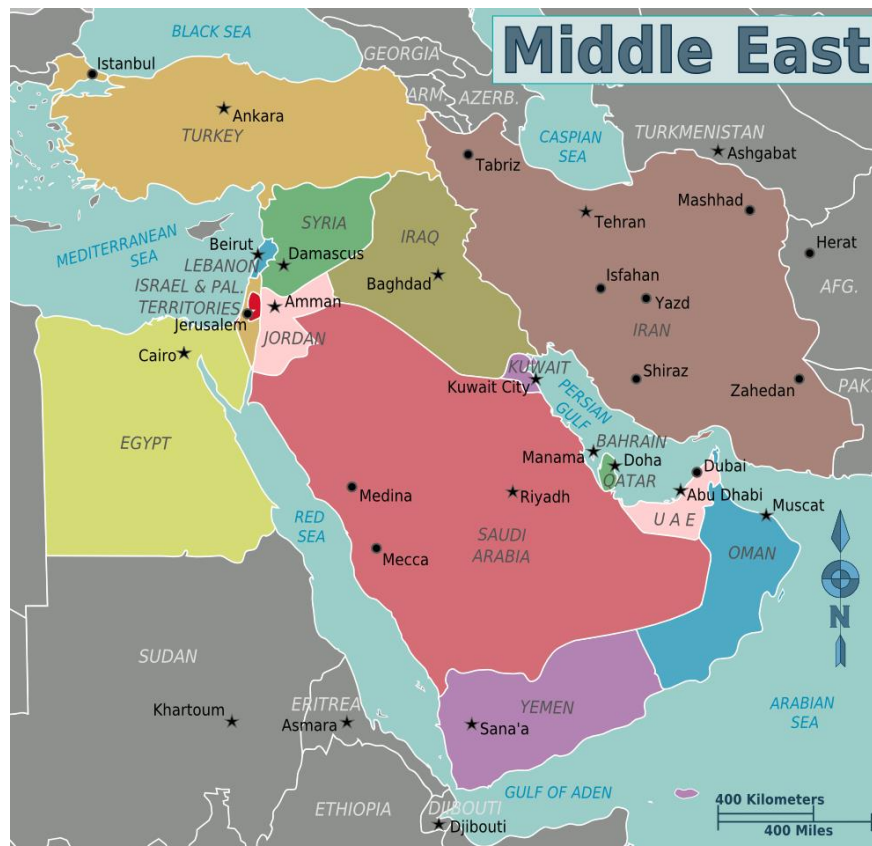 BLACK SEA
Middle East
GEORGIA
Istanbul
ARM.
AZERB.
Ankara
TURKEY
CASPIAN
SEA
TURKMENISTAN
Ashgabat
Tabriz
Mashhad
Tehran
SYRIA
IRAQ
MEDITERRANEAN
SEA
Beirut
LEBANON
Damascus
Herat
Baghdad
ISRAEL & PAL.
TERRITORIES
Isfahan
Yazd
AFG.
Amman
Jerusalem
JORDAN
IRAN
Cairo
KUWAIT
Kuwait City
Shiraz
Zahedan
PAK.
PERSIAN
GULF
EGYPT
BAHRAIN
Manama
Doha
QATAR
Dubai
Abu Dhabi
Medina
Riyadh
Muscat
RED
SEA
U A E
SAUDI
ARABIA
Mecca
OMAN
N
SUDAN
ERITREA
YEMEN
ARABIAN
SEA
Khartoum
Asmara
Sana'a
GULF OF ADEN
ETHIOPIA
DJIBOUTI
Djibouti
400 Kilometers
400 Miles